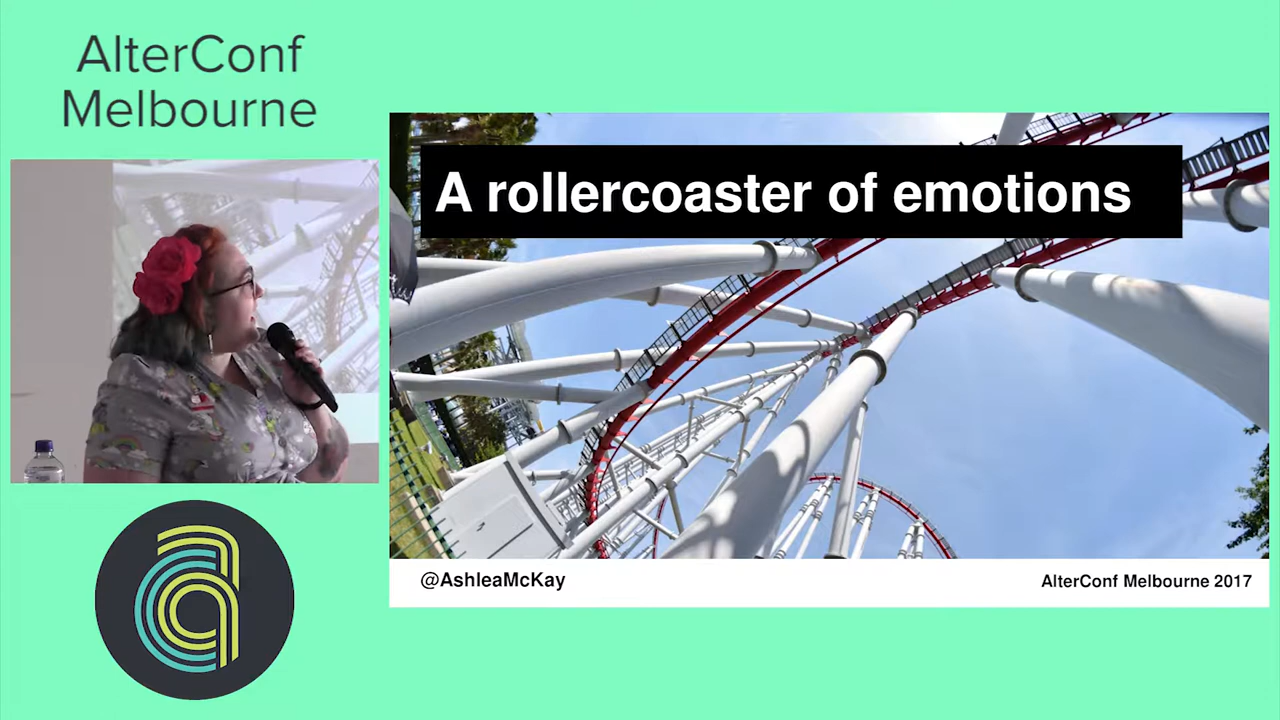 AlterConf
Melbourne
A rollercoaster of emotions
@AshleaMcKay
AlterConf Melbourne 2017